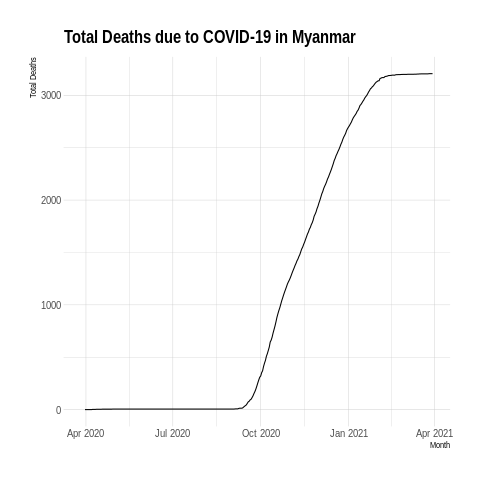 Total Deaths due to COVID-19 in Myanmar
Total Deaths
3000
2000
1000
0
Apr 2020 Jul 2020 Oct 2020 Jan 2021 Apr 2021
Month